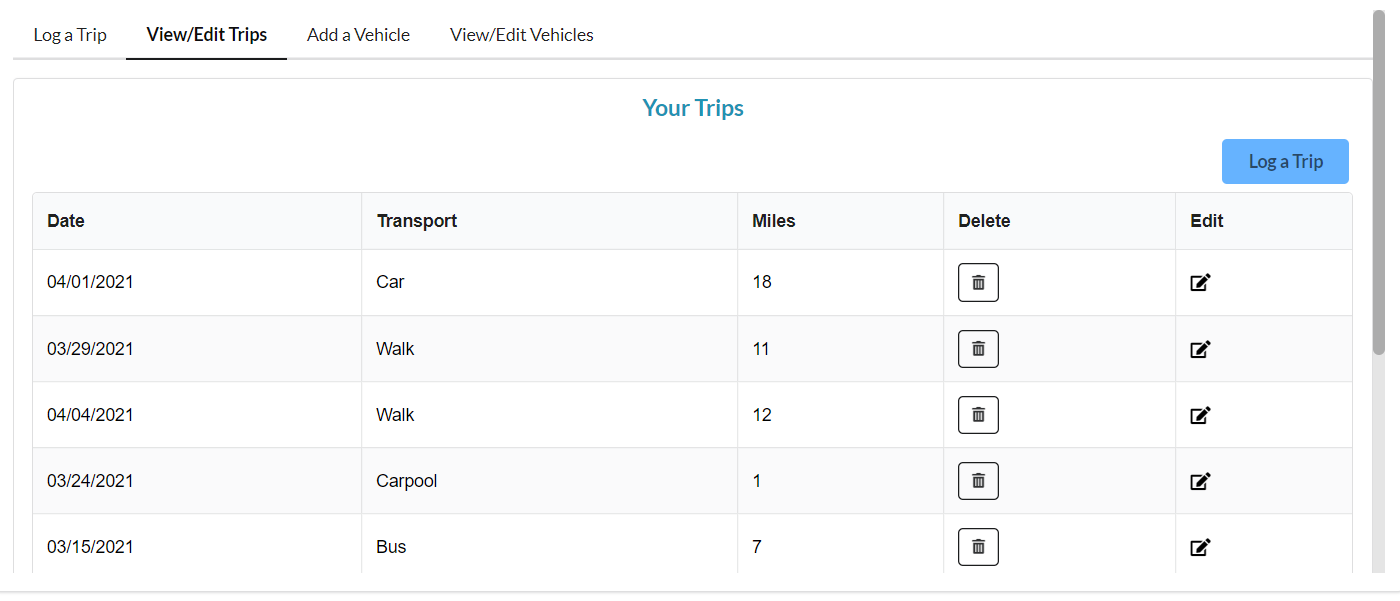 Log a Trip View/Edit Trips Add a Vehicle View/Edit Vehicles
Your Trips
Log a Trip
Date Transport Miles Delete Edit
04/01/2021 Car 18
03/29/2021 Walk 11
04/04/2021 Walk 12
03/24/2021 Carpool 1
03/15/2021 Bus 7